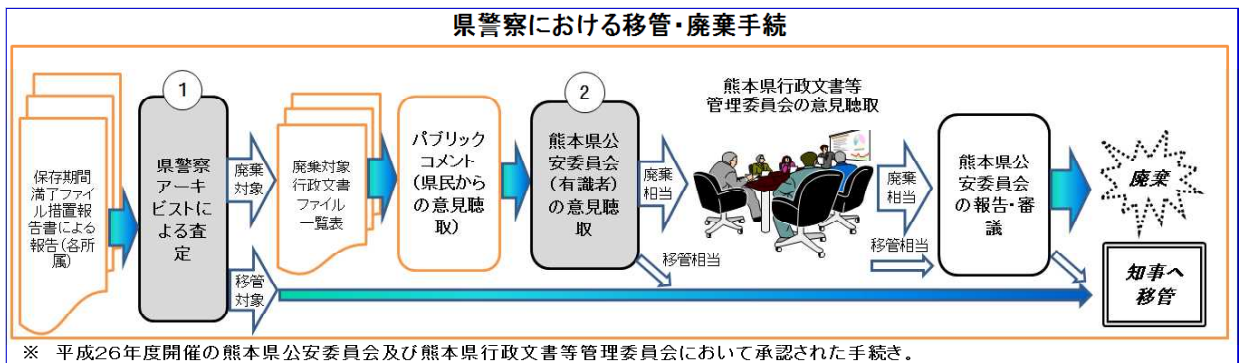 県警察における移管・廃棄手続
保存期間
満了ファイ
ル措置報
告書による
報告(各所
属)
①
県警察
アーキ
ビストに
よる査
定
廃棄
対象
移管
対象
廃棄対象
行政文書
ファイル
一覧表
パブリック
コメント
(県民から
の意見聴
取)
②
熊本県公
安委員会
(有識者)
の意見聴
取
廃棄
相当
移管相当
熊本県行政文書等
管理委員会の意見聴取
廃棄
相当
移管相当
熊本県公
安委員会
の報告・審
議
廃棄
知事へ
移管
※ 平成26年度開催の熊本県公安委員会及び熊本県行政文書等管理委員会において承認された手続き。